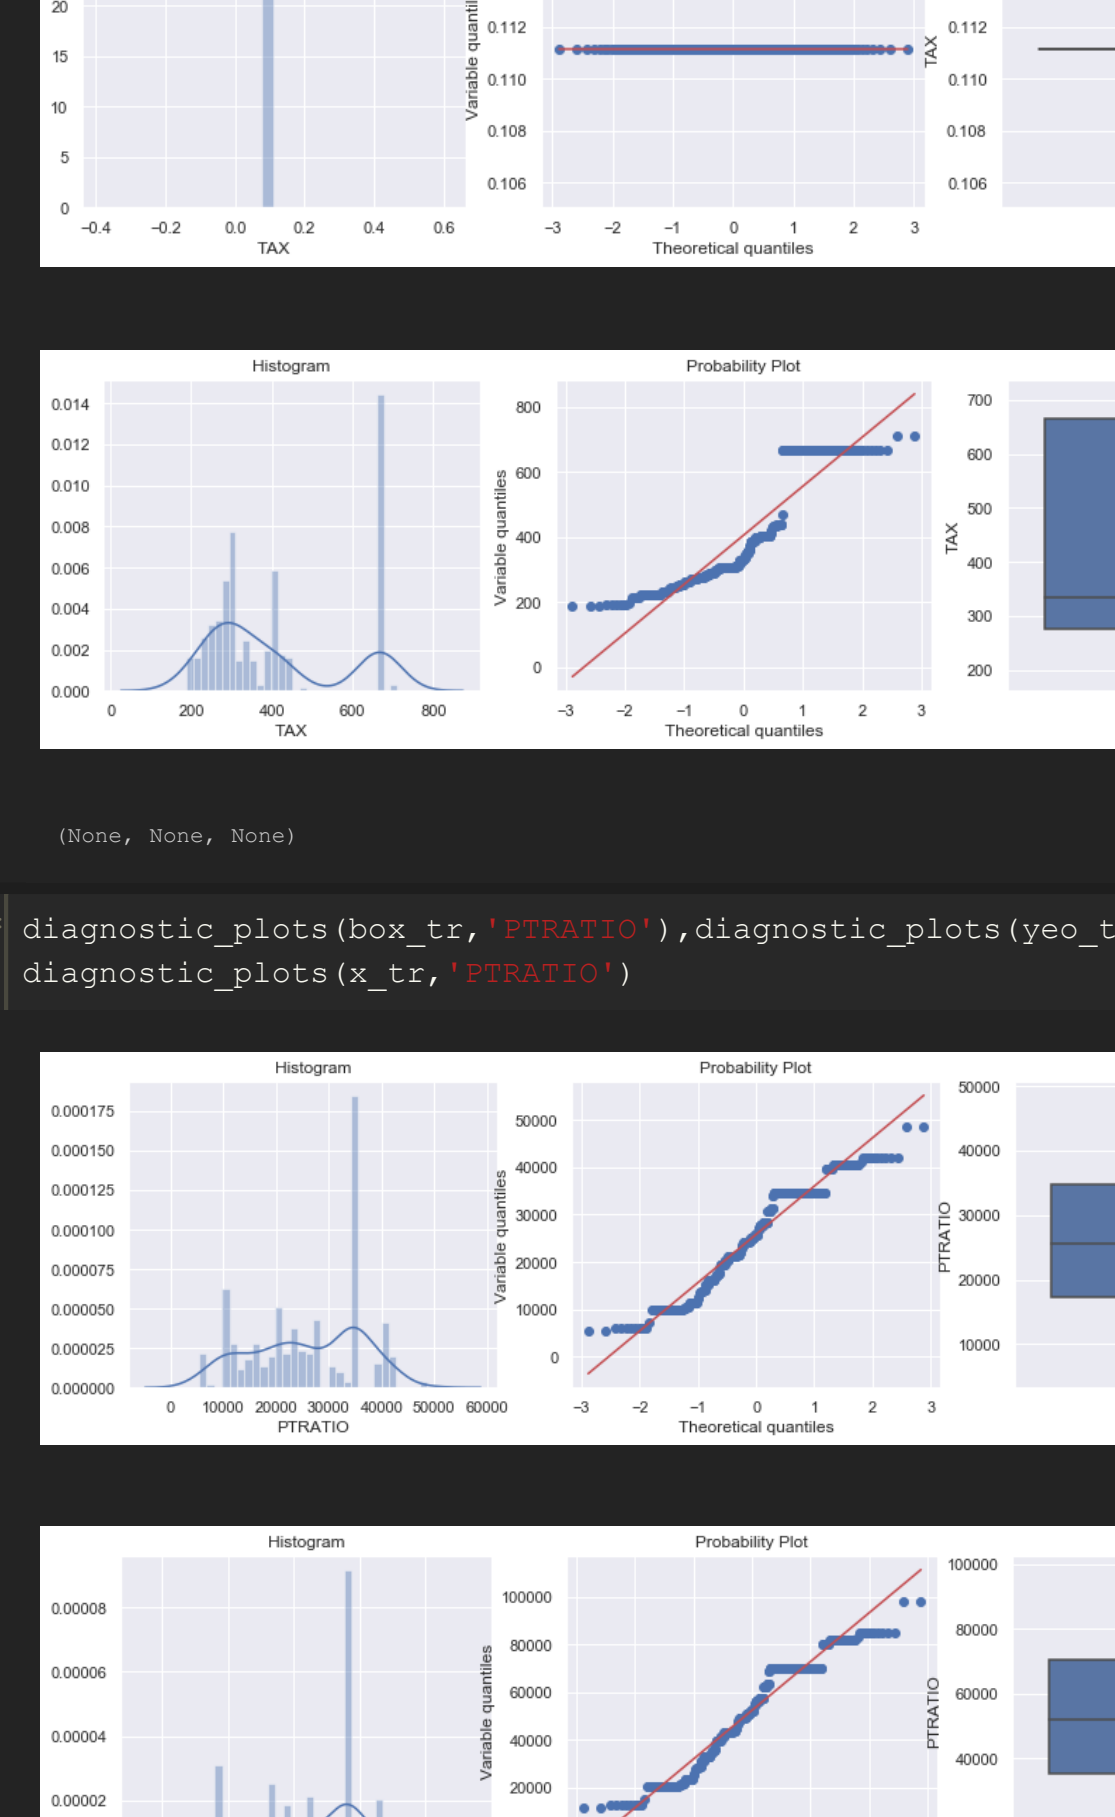 20
15
10
5
0
−0.4 −0.2 0.0 0.2 0.4 0.6
TAX
Variable quantil
0.112
0.110
0.108
0.106
−3 −2 −1 0 1 2 3
Theoretical quantiles
TAX
0.112
0.110
0.108
0.106
Histogram
0.014
0.012
0.010
0.008
0.006
0.004
0.002
0.000
0 200 400 600 800
TAX
Probability Plot
Variable quantiles
800
600
400
200
0
−3 −2 −1 0 1 2 3
Theoretical quantiles
TAX
700
600
500
400
300
200
(None, None, None)
diagnostic_plots(box_tr,'PTRATIO'),diagnostic_plots(yeo_t
diagnostic_plots(x_tr,'PTRATIO')
Histogram
0.000175
0.000150
0.000125
0.000100
0.000075
0.000050
0.000025
0.000000
0 10000 20000 30000 40000 50000 60000
PTRATIO
Probability Plot
Variable quantiles
50000
40000
30000
20000
10000
0
−3 −2 −1 0 1 2 3
Theoretical quantiles
PTRATIO
50000
40000
30000
20000
10000
Histogram
0.00008
0.00006
0.00004
0.00002
Probability Plot
Variable quantiles
100000
80000
60000
40000
20000
PTRATIO
100000
80000
60000
40000